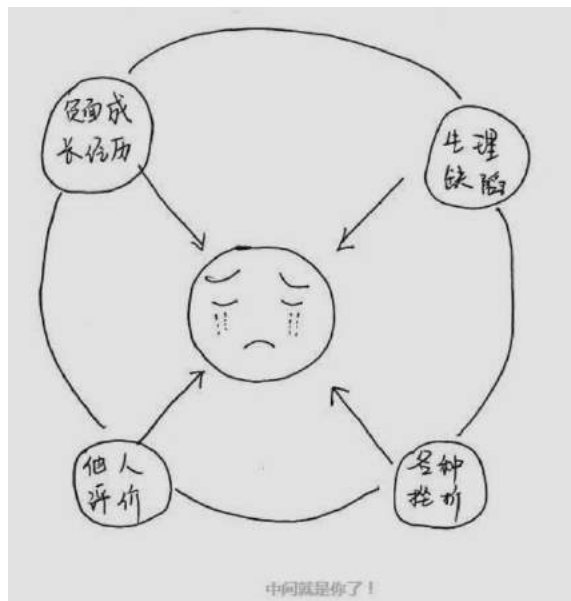 负面成
长经历
生理
缺陷
他人
评价
各种
挫折
中间就是你了！